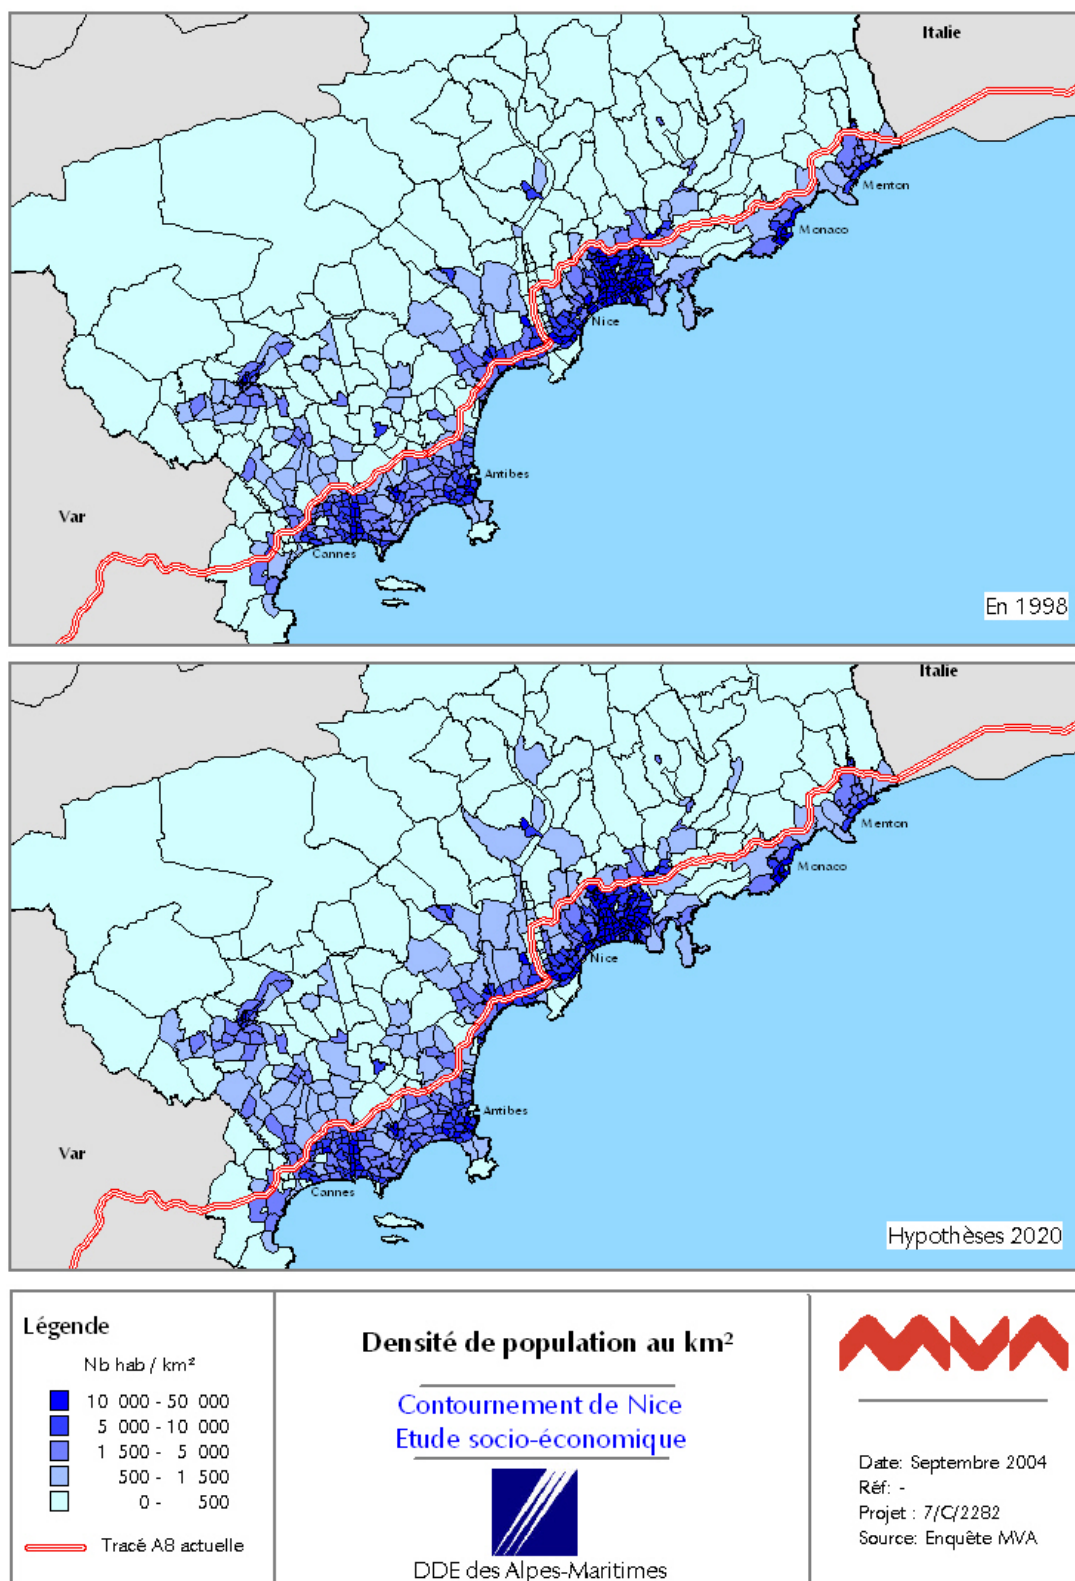 Italie
Menton
Monaco
Nice
Antibes
Var
Cannes
En 1998
Italie
Menton
Monaco
Nice
Antibes
Var
Cannes
Hypothèses 2020
Légende
Nb hab / km²
10 000 - 50 000
5 000 - 10 000
1 500 - 5 000
500 - 1 500
0 - 500
Tracé A8 actuelle
Densité de population au km²
Contournement de Nice
Etude socio-économique
DDE des Alpes-Maritimes
MVA
Date: Septembre 2004
Réf: -
Projet : 7/C/2282
Source: Enquête MVA